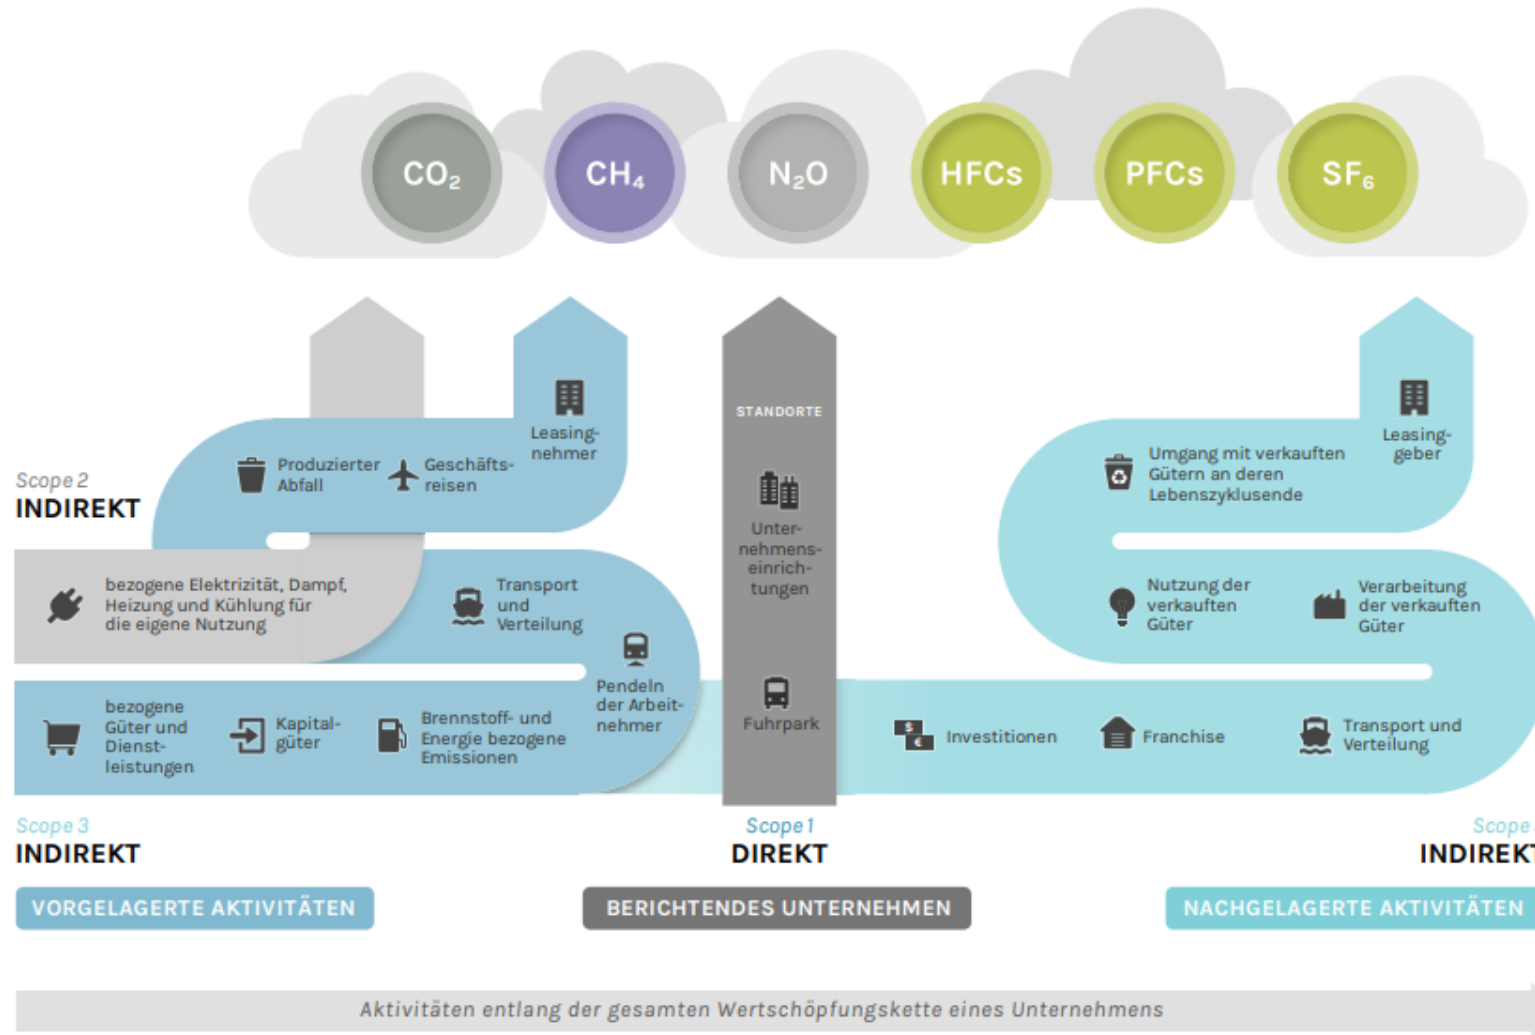 CO₂
CH₄
N₂O
HFCs
PFCs
SF₆
Scope 2
INDIREKT
Produzierter
Abfall
Geschäfts-
reisen
Leasing-
nehmer
bezogene Elektrizität, Dampf,
Heizung und Kühlung für
die eigene Nutzung
Transport
und
Verteilung
Pendeln
der Arbeit-
nehmer
bezogene
Güter und
Dienst-
leistungen
Kapital-
güter
Brennstoff- und
Energie bezogene
Emissionen
STANDORTE
Unter-
nehmens-
einrich-
tungen
Fuhrpark
Leasing-
geber
Umgang mit verkauften
Gütern an deren
Lebenszyklusende
Nutzung der
verkauften
Güter
Verarbeitung
der verkauften
Güter
Investitionen
Franchise
Transport und
Verteilung
Scope 3
INDIREKT
Scope 1
DIREKT
Scope
INDIREKT
VORGELAGERTE AKTIVITÄTEN
BERICHTENDES UNTERNEHMEN
NACHGELAGERTE AKTIVITÄTEN
Aktivitäten entlang der gesamten Wertschöpfungskette eines Unternehmens